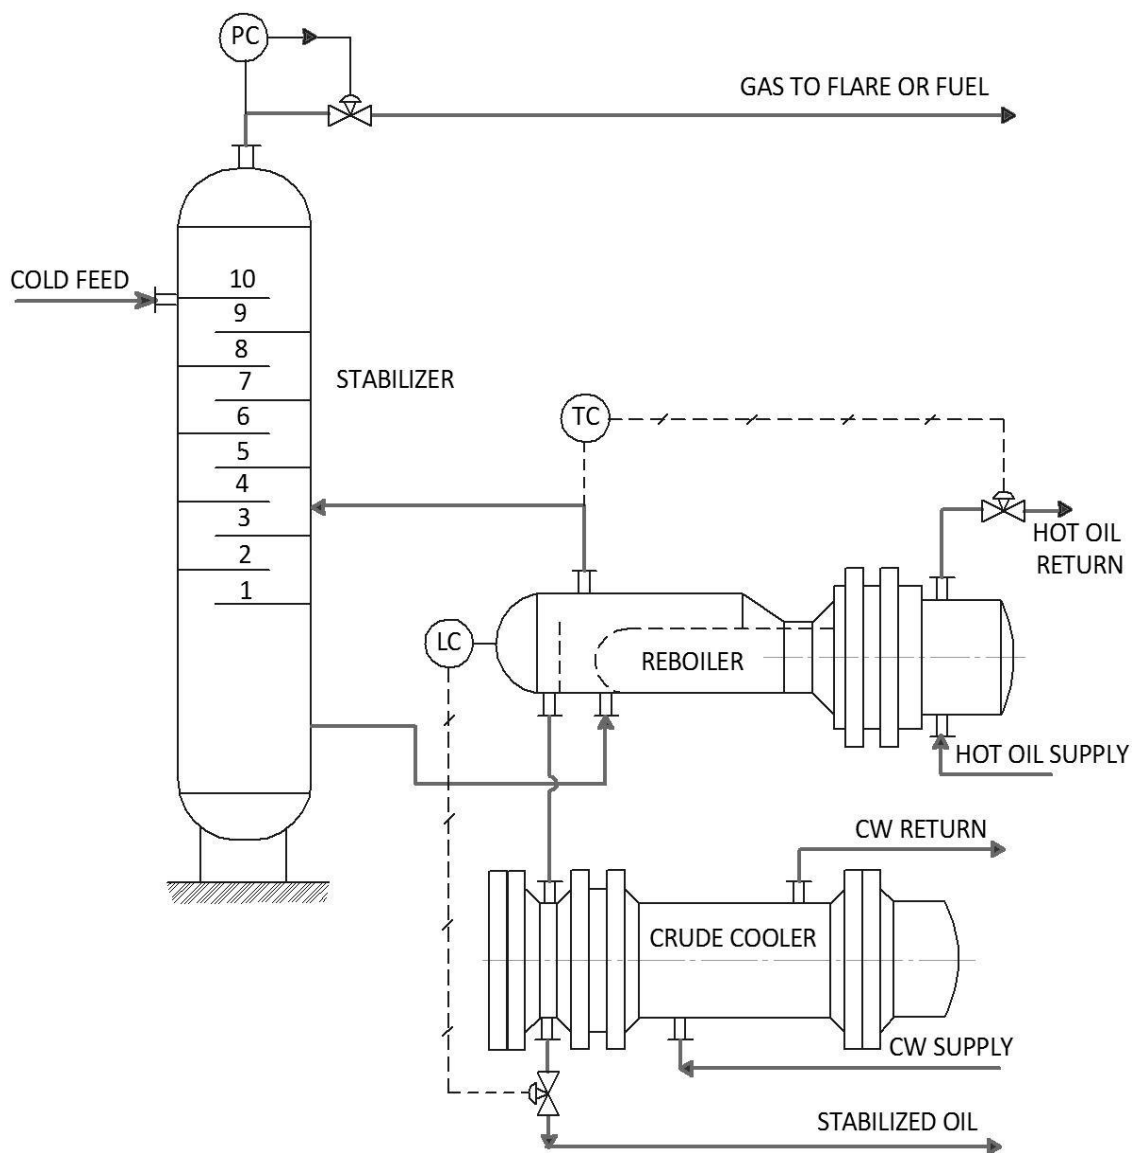 PC
GAS TO FLARE OR FUEL
COLD FEED
10
9
8
7
6
5
4
3
2
1
STABILIZER
TC
HOT OIL
RETURN
LC
REBOILER
HOT OIL SUPPLY
CW RETURN
CRUDE COOLER
CW SUPPLY
STABILIZED OIL